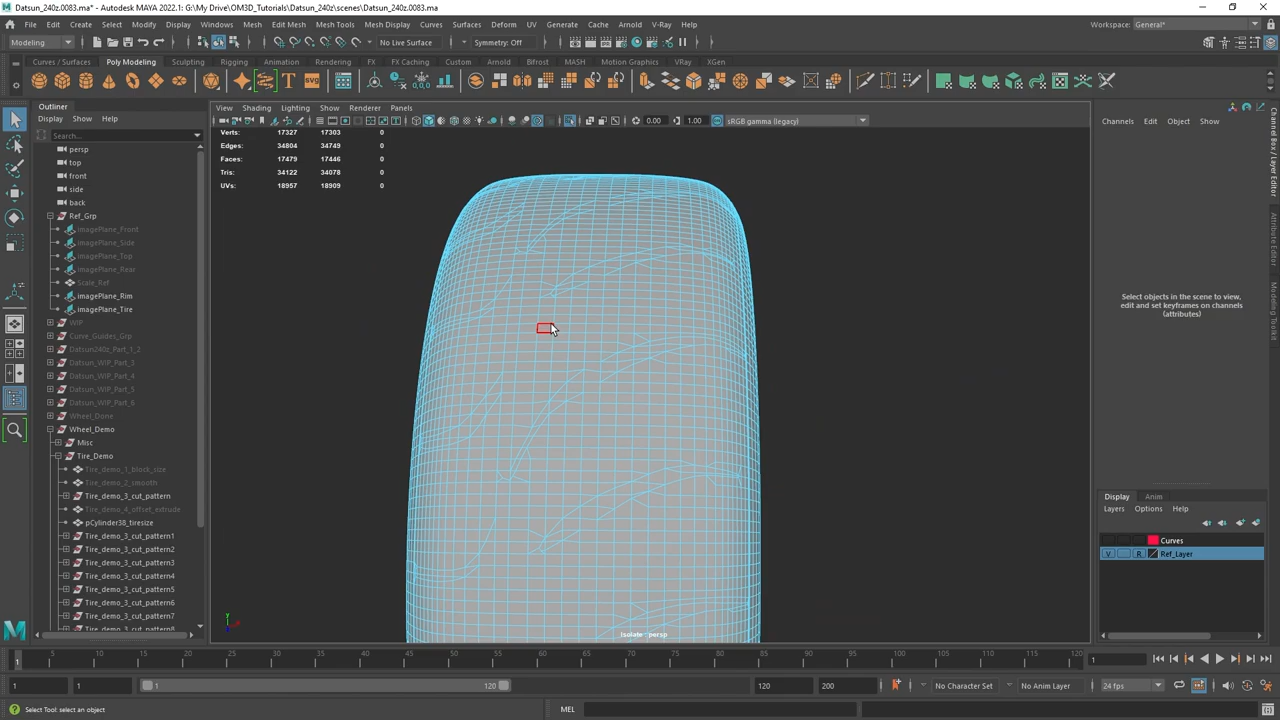 Datsun_240z.0083.ma* - Autodesk MAYA 2022.1: G:\My Drive\OM3D_Tutorials\Datsun_240z\scenes\Datsun_240z.0083.ma
File Edit Create Select Modify Display Windows Mesh Edit Mesh Mesh Tools Mesh Display Curves Surfaces Deform UV Generate Cache Arnold V-Ray Help
Workspace: General*
Modeling
No Live Surface
Symmetry: Off
Curves / Surfaces Poly Modeling Sculpting Rigging Animation Rendering FX FX Caching Custom Arnold Bifrost MASH Motion Graphics VRay XGen
Outliner
Display Show Help
Search...
persp
top
front
side
back
Ref_Grp
imagePlane_Front
imagePlane_Side
imagePlane_Top
imagePlane_Rear
Scale_Ref
imagePlane_Rim
imagePlane_Tire
WIP
Curve_Guides_Grp
Datsun240z_Part_1_2
Datsun_WIP_Part_3
Datsun_WIP_Part_4
Datsun_WIP_Part_5
Datsun_WIP_Part_6
Wheel_Done
Wheel_Demo
Misc
Tire_Demo
Tire_demo_1_block_size
Tire_demo_2_smooth
Tire_demo_3_cut_pattern
Tire_demo_4_offset_extrude
pCylinder38_tiresize
Tire_demo_3_cut_pattern1
Tire_demo_3_cut_pattern2
Tire_demo_3_cut_pattern3
Tire_demo_3_cut_pattern4
Tire_demo_3_cut_pattern5
Tire_demo_3_cut_pattern6
Tire_demo_3_cut_pattern7
View Shading Lighting Show Renderer Panels
0.00 1.00 sRGB gamma (legacy)
Verts: 17327 17303 0
Edges: 34804 34749 0
Faces: 17479 17446 0
Tris: 34122 34078 0
UVs: 18957 18909 0
y
Isolate : persp
Channels Edit Object Show
Select objects in the scene to view,
edit and set keyframes on channels
(attributes)
Channel Box / Layer Editor
Attribute Editor
Modeling Toolkit
Display Anim
Layers Options Help
Curves
V R Ref_Layer
1 5 10 15 20 25 30 35 40 45 50 55 60 65 70 75 80 85 90 95 100 105 110 115 120
1
1 1 1 120 120 200 No Character Set No Anim Layer 24 fps
Select Tool: select an object
MEL